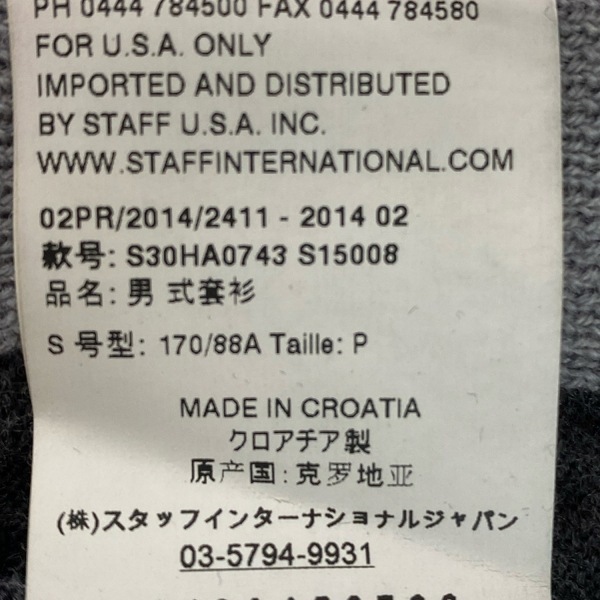 PH 0444 784500 FAX 0444 784580
FOR U.S.A. ONLY
IMPORTED AND DISTRIBUTED
BY STAFF U.S.A. INC.
WWW.STAFFINTERNATIONAL.COM
02PR/2014/2411 - 2014 02
款号: S30HA0743 S15008
品名: 男 式套衫
S 号型: 170/88A Taille: P
MADE IN CROATIA
クロアチア製
原产国: 克罗地亚
(株)スタッフインターナショナルジャパン
03-5794-9931